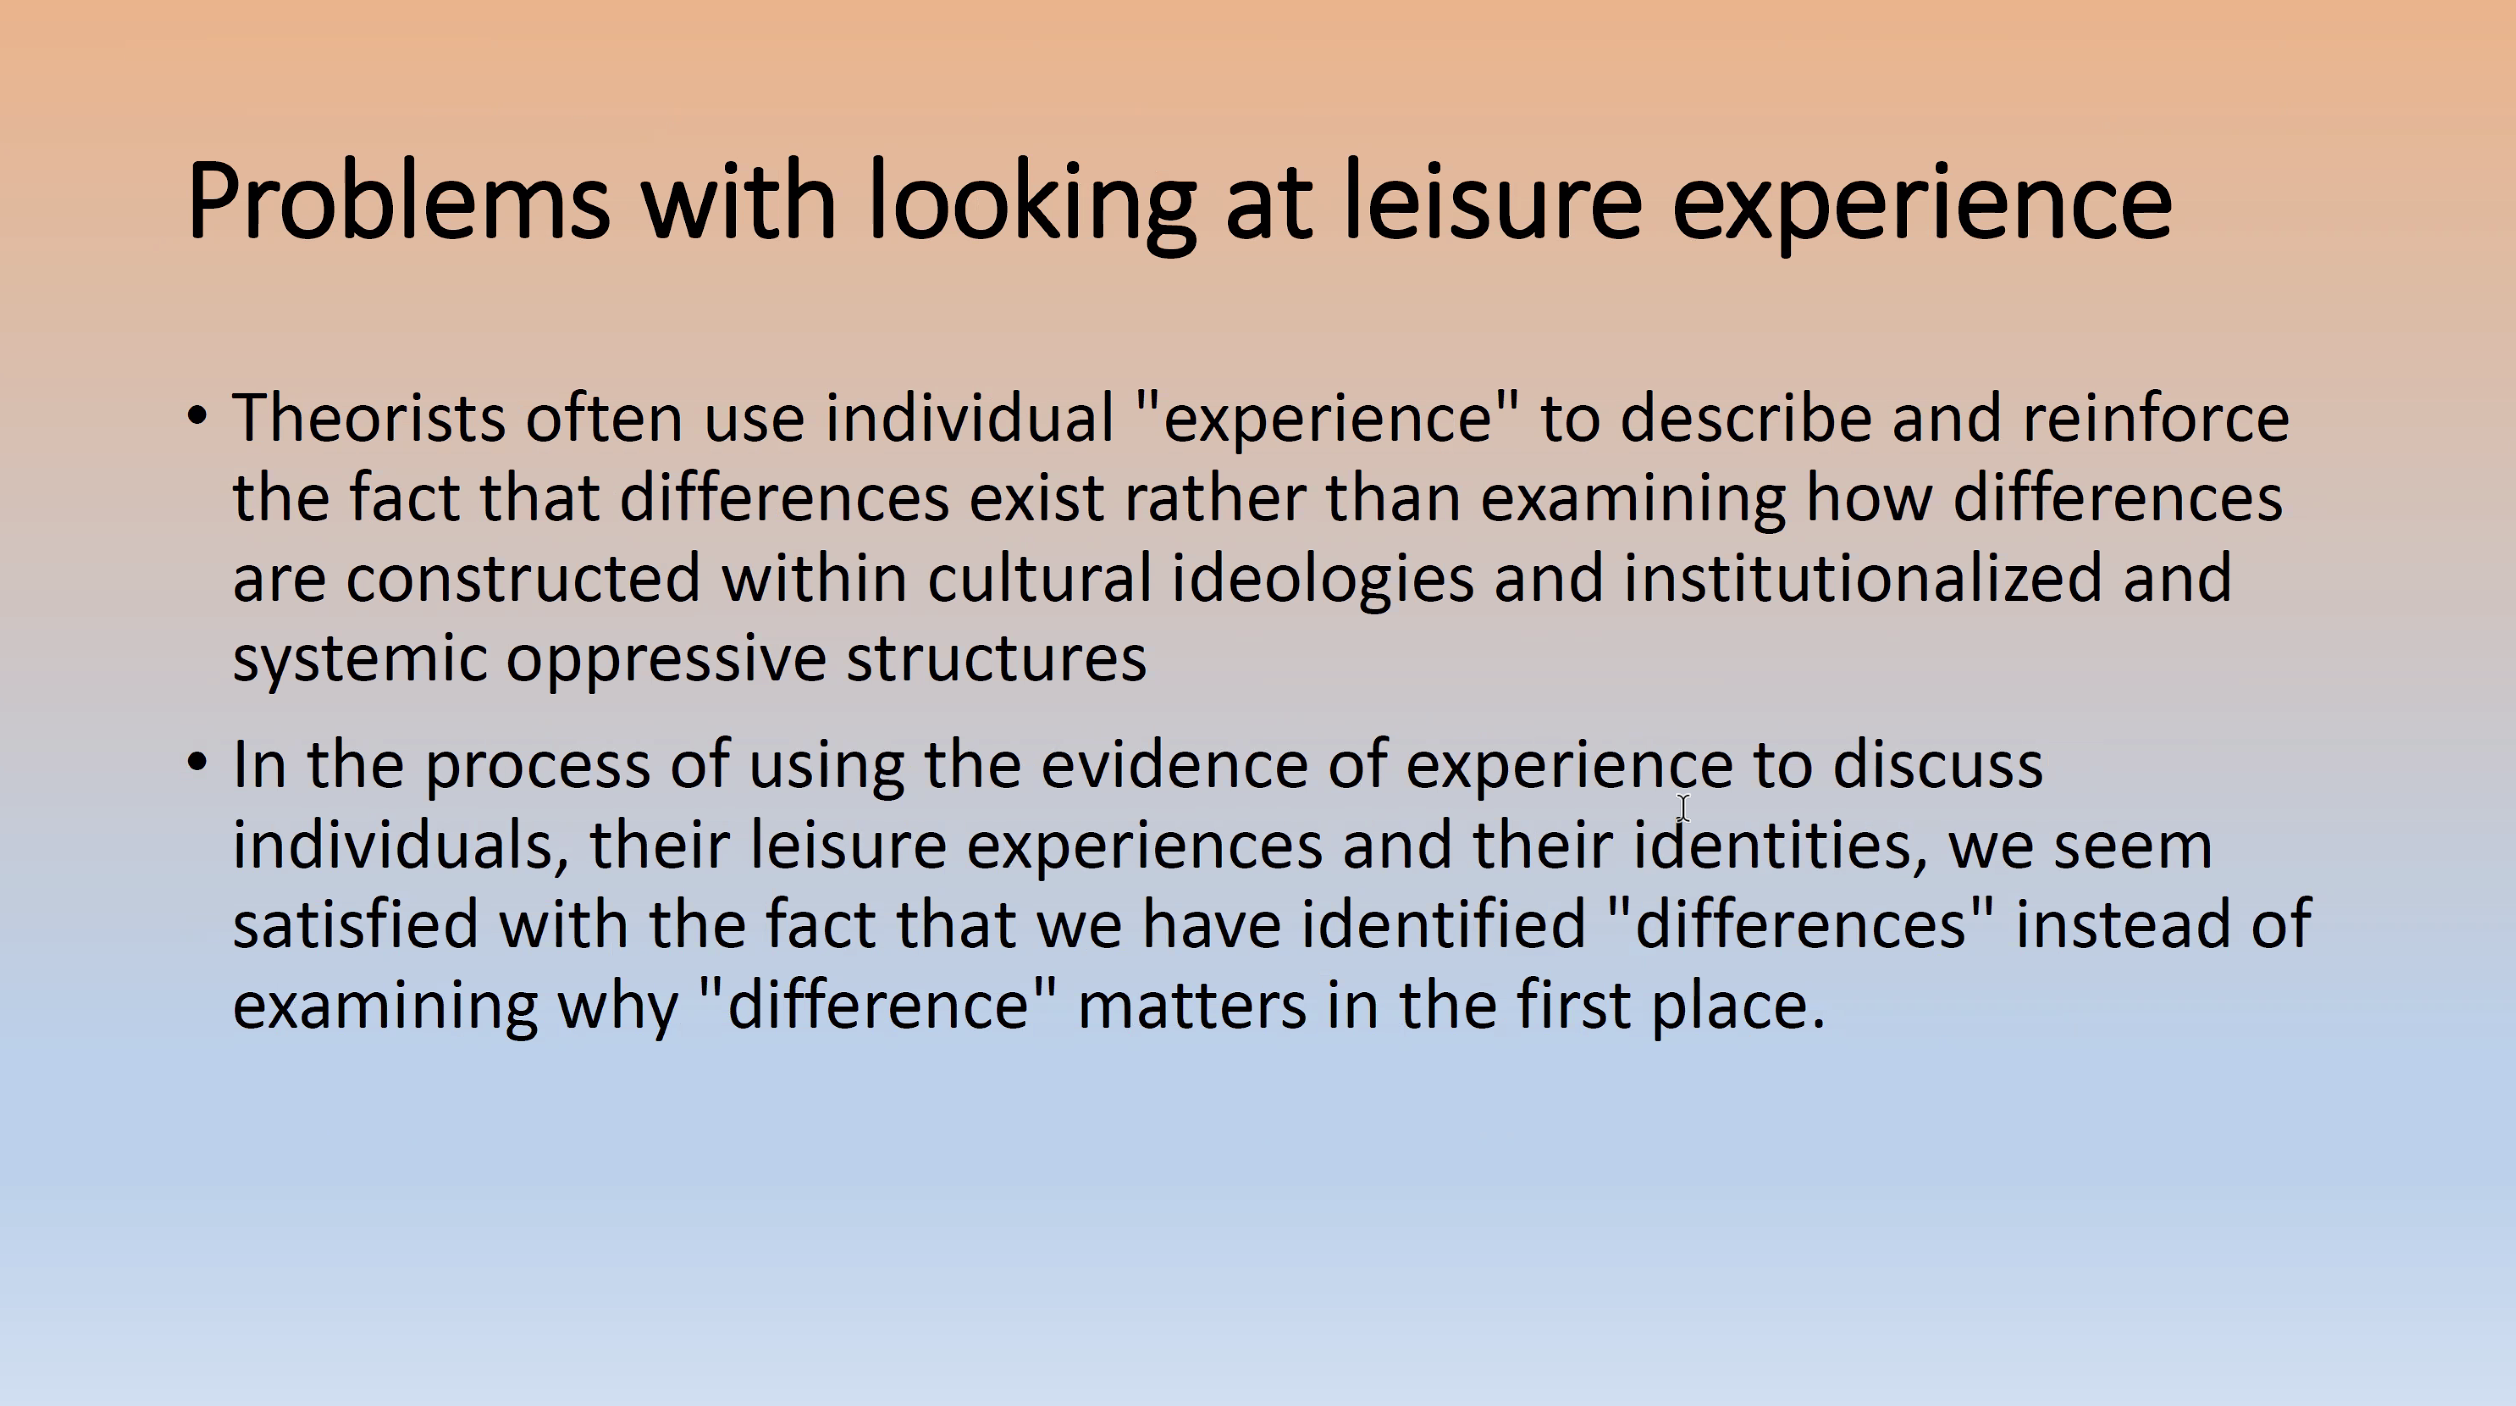 Problems with looking at leisure experience
• Theorists often use individual "experience" to describe and reinforce
the fact that differences exist rather than examining how differences
are constructed within cultural ideologies and institutionalized and
systemic oppressive structures
• In the process of using the evidence of experience to discuss
individuals, their leisure experiences and their identities, we seem
satisfied with the fact that we have identified "differences" instead of
examining why "difference" matters in the first place.